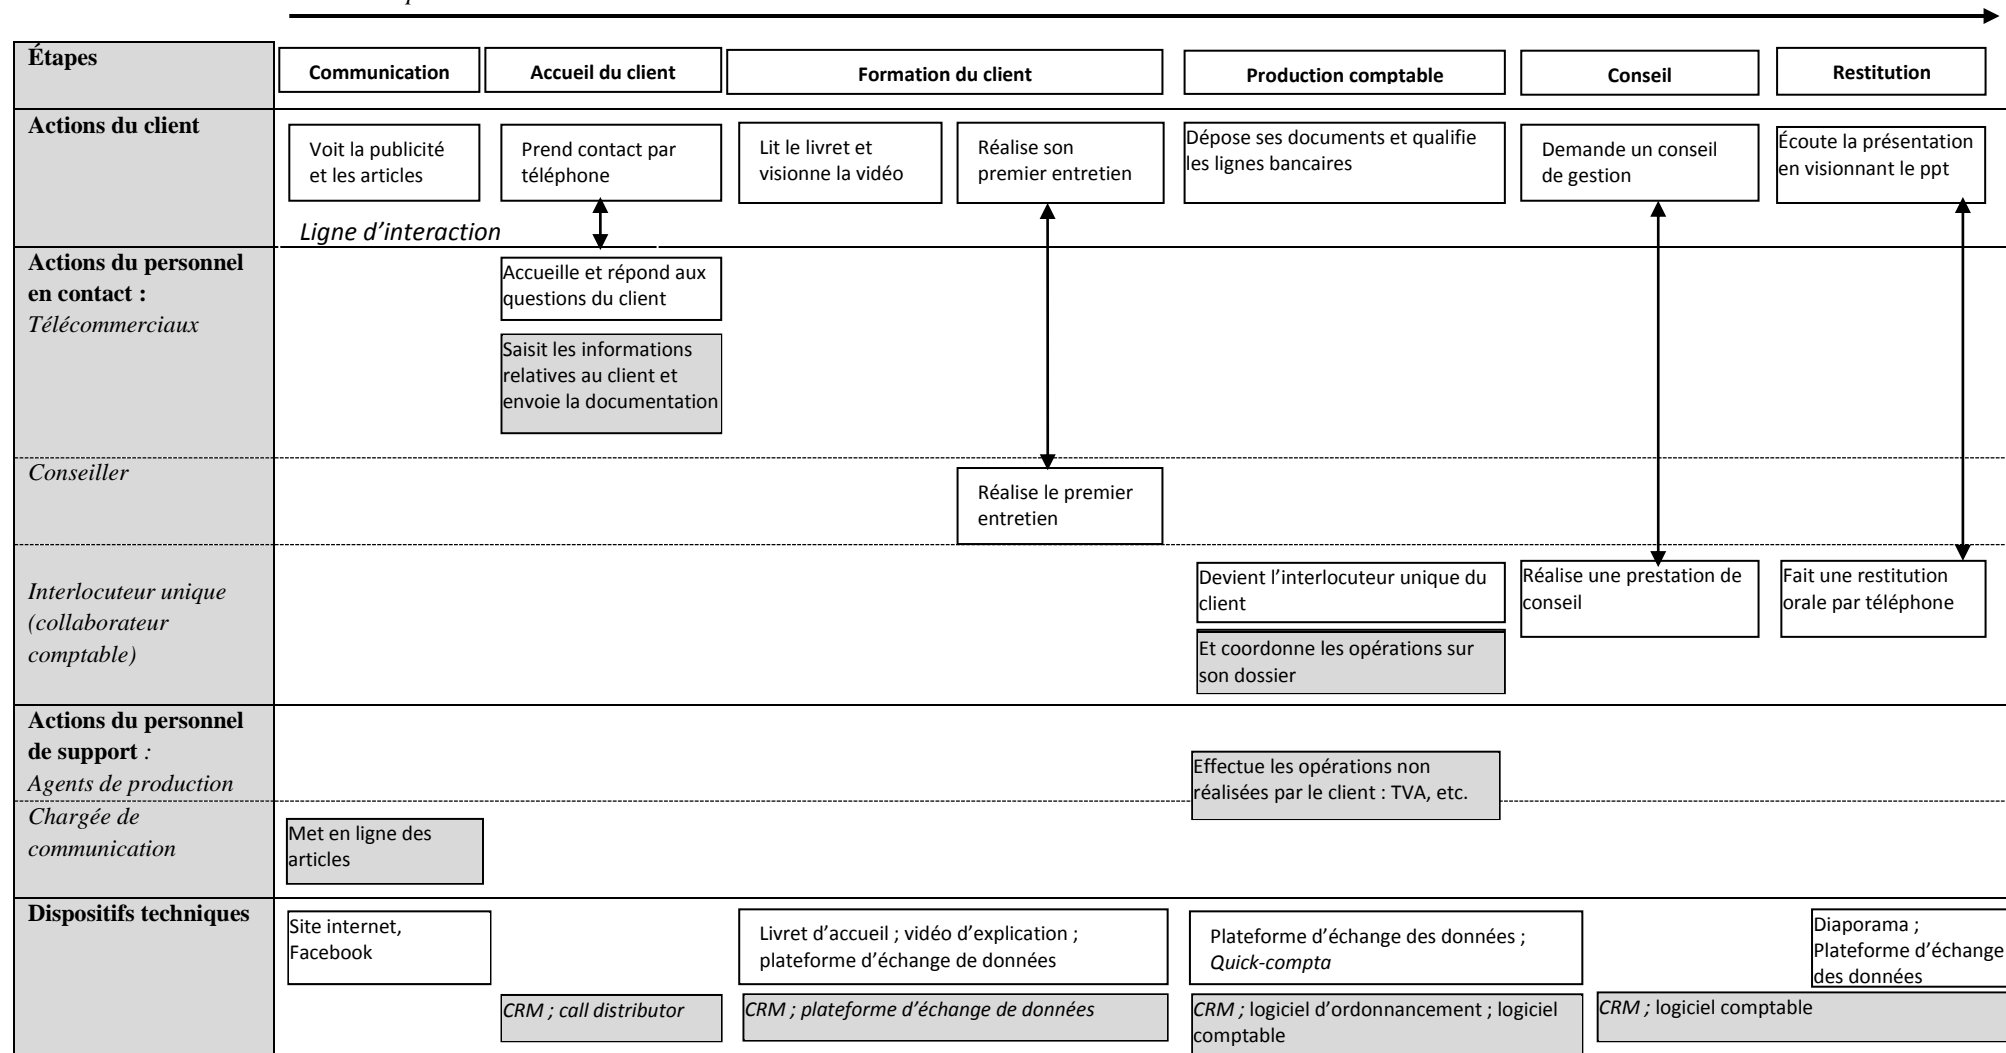 Étapes
Communication
Accueil du client
Formation du client
Production comptable
Conseil
Restitution
Actions du client
Voit la publicité
et les articles
Prend contact par
téléphone
Lit le livret et
visionne la vidéo
Réalise son
premier entretien
Dépose ses documents et qualifie
les lignes bancaires
Demande un conseil
de gestion
Écoute la présentation
en visionnant le ppt
Ligne d’interaction
Actions du personnel
en contact :
Télécommerciaux
Accueille et répond aux
questions du client
Saisit les informations
relatives au client et
envoie la documentation
Conseiller
Réalise le premier
entretien
Interlocuteur unique
(collaborateur
comptable)
Devient l’interlocuteur unique du
client
Et coordonne les opérations sur
son dossier
Réalise une prestation de
conseil
Fait une restitution
orale par téléphone
Actions du personnel
de support :
Agents de production
Effectue les opérations non
réalisées par le client : TVA, etc.
Chargée de
communication
Met en ligne des
articles
Dispositifs techniques
Site internet,
Facebook
Livret d’accueil ; vidéo d’explication ;
plateforme d’échange de données
Plateforme d’échange des données ;
Quick-compta
Diaporama ;
Plateforme d’échange
des données
CRM ; call distributor
CRM ; plateforme d’échange de données
CRM ; logiciel d’ordonnancement ; logiciel
comptable
CRM ; logiciel comptable